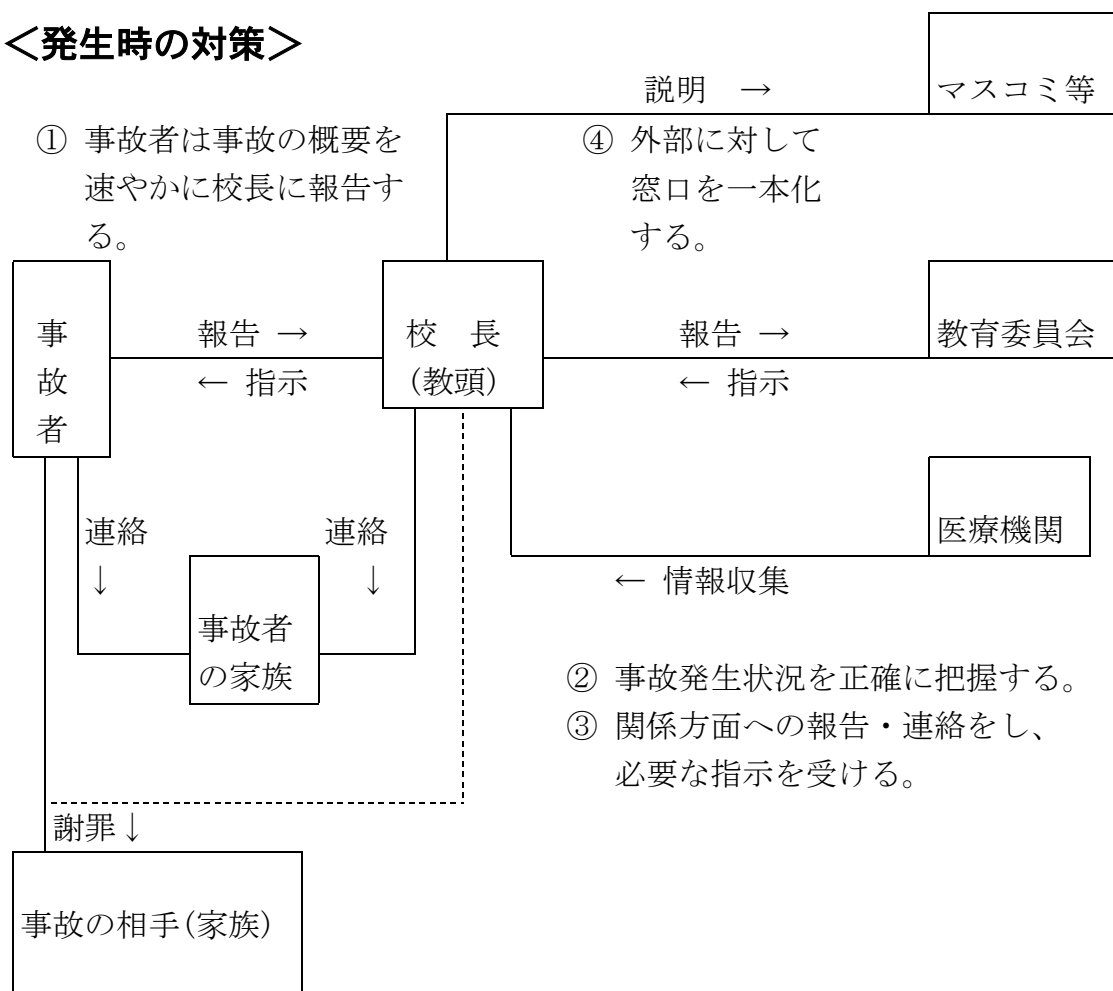 ＜発生時の対策＞
説明　→
マスコミ等
① 事故者は事故の概要を
速やかに校長に報告す
る。
④ 外部に対して
窓口を一本化
する。
事
故
者
報告 →
← 指示
校　長
(教頭)
報告 →
← 指示
教育委員会
連絡
↓
連絡
↓
医療機関
← 情報収集
事故者
の家族
② 事故発生状況を正確に把握する。
③ 関係方面への報告・連絡をし、
必要な指示を受ける。
謝罪↓
事故の相手(家族)